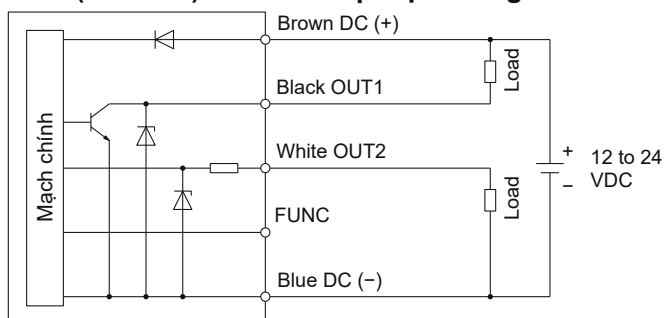 Brown DC (+)
Load
Black OUT1
Mạch chính
White OUT2
+ 12 to 24
− VDC
Load
FUNC
Blue DC (−)